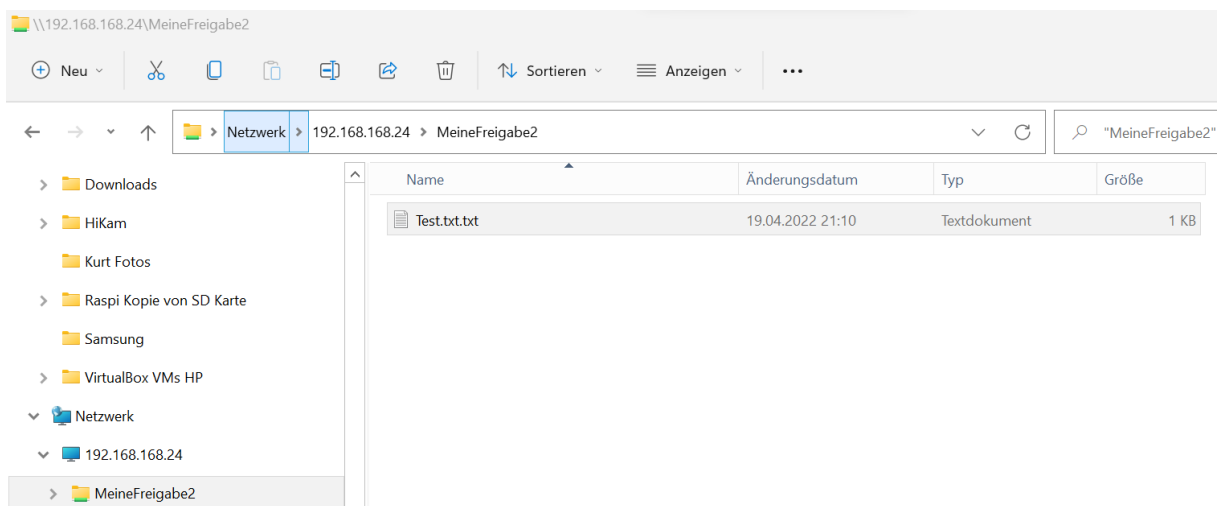 \\192.168.168.24\MeineFreigabe2
Neu Sortieren Anzeigen
Netzwerk 192.168.168.24 MeineFreigabe2 "MeineFreigabe2"
Name Änderungsdatum Typ Größe
Downloads
Test.txt.txt 19.04.2022 21:10 Textdokument 1 KB
HiKam
Kurt Fotos
Raspi Kopie von SD Karte
Samsung
VirtualBox VMs HP
Netzwerk
192.168.168.24
MeineFreigabe2